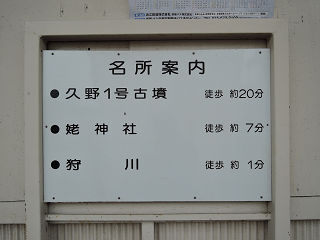 名所案内
●久野1号古墳 徒歩 約20分
●姥神社 徒歩 約 7分
●狩川 徒歩 約 1分